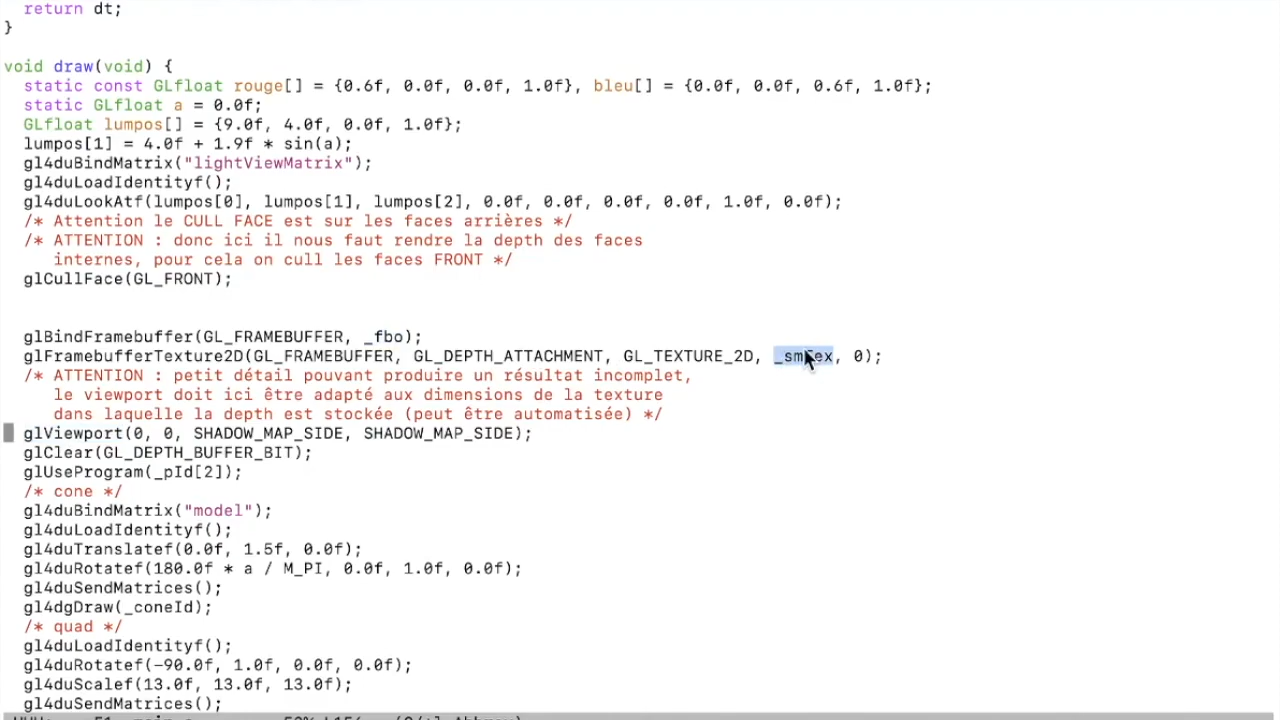 return dt;
}
void draw(void) {
static const GLfloat rouge[] = {0.6f, 0.0f, 0.0f, 1.0f}, bleu[] = {0.0f, 0.0f, 0.6f, 1.0f};
static GLfloat a = 0.0f;
GLfloat lumpos[] = {9.0f, 4.0f, 0.0f, 1.0f};
lumpos[1] = 4.0f + 1.9f * sin(a);
gl4duBindMatrix("lightViewMatrix");
gl4duLoadIdentityf();
gl4duLookAtf(lumpos[0], lumpos[1], lumpos[2], 0.0f, 0.0f, 0.0f, 0.0f, 1.0f, 0.0f);
/* Attention le CULL FACE est sur les faces arrières */
/* ATTENTION : donc ici il nous faut rendre la depth des faces
internes, pour cela on cull les faces FRONT */
glCullFace(GL_FRONT);
glBindFramebuffer(GL_FRAMEBUFFER, _fbo);
glFramebufferTexture2D(GL_FRAMEBUFFER, GL_DEPTH_ATTACHMENT, GL_TEXTURE_2D, _smTex, 0);
/* ATTENTION : petit détail pouvant produire un résultat incomplet,
le viewport doit ici être adapté aux dimensions de la texture
dans laquelle la depth est stockée (peut être automatisée) */
glViewport(0, 0, SHADOW_MAP_SIDE, SHADOW_MAP_SIDE);
glClear(GL_DEPTH_BUFFER_BIT);
glUseProgram(_pId[2]);
/* cone */
gl4duBindMatrix("model");
gl4duLoadIdentityf();
gl4duTranslatef(0.0f, 1.5f, 0.0f);
gl4duRotatef(180.0f * a / M_PI, 0.0f, 1.0f, 0.0f);
gl4duSendMatrices();
gl4dgDraw(_coneId);
/* quad */
gl4duLoadIdentityf();
gl4duRotatef(-90.0f, 1.0f, 0.0f, 0.0f);
gl4duScalef(13.0f, 13.0f, 13.0f);
gl4duSendMatrices();